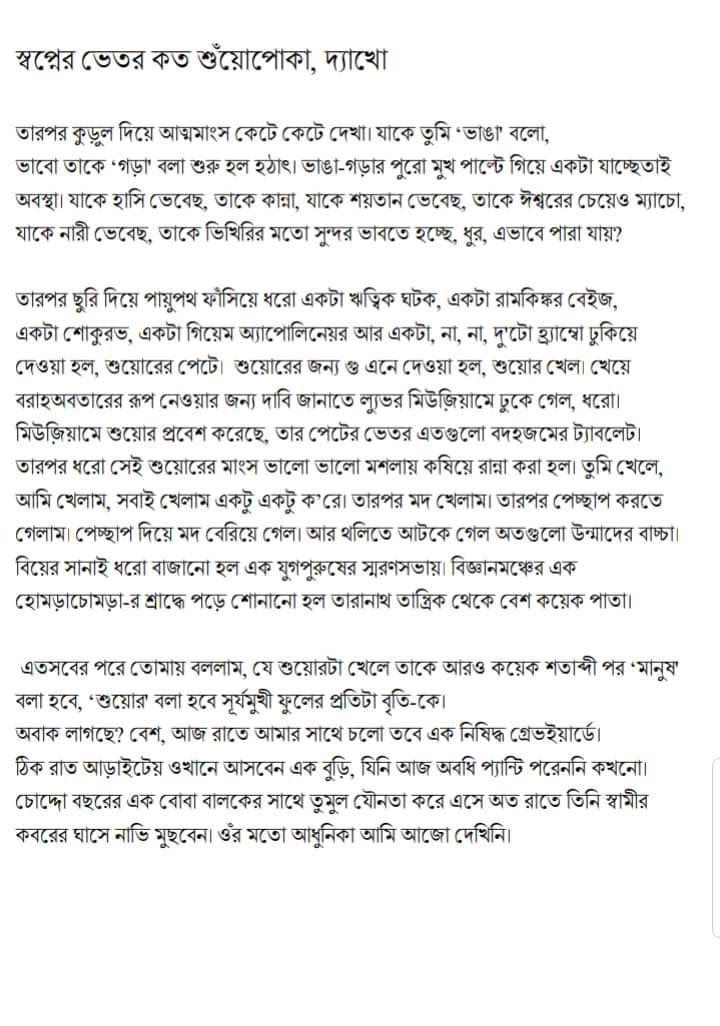 স্বপ্নের ভেতর কত শুঁয়োপোকা, দ্যাখো
তারপর কুড়ুল দিয়ে আত্মমাংস কেটে কেটে দেখা। যাকে তুমি ‘ভাঙা' বলো,
ভাবো তাকে ‘গড়া' বলা শুরু হল হঠাৎ। ভাঙা-গড়ার পুরো মুখ পাল্টে গিয়ে একটা যাচ্ছেতাই
অবস্থা। যাকে হাসি ভেবেছ, তাকে কান্না, যাকে শয়তান ভেবেছ, তাকে ঈশ্বরের চেয়েও ম্যাচো,
যাকে নারী ভেবেছ, তাকে ভিখিরির মতো সুন্দর ভাবতে হচ্ছে, ধুর, এভাবে পারা যায়?
তারপর ছুরি দিয়ে পায়ুপথ ফাঁসিয়ে ধরো একটা ঋত্বিক ঘটক, একটা রামকিঙ্কর বেইজ,
একটা শোকুরভ, একটা গিয়েম অ্যাপোলিনেয়র আর একটা, না, না, দু'টো হ্র্যাম্বো ঢুকিয়ে
দেওয়া হল, শুয়োরের পেটে। শুয়োরের জন্য গু এনে দেওয়া হল, শুয়োর খেল। খেয়ে
বরাহঅবতারের রূপ নেওয়ার জন্য দাবি জানাতে ল্যুভর মিউজ়িয়ামে ঢুকে গেল, ধরো।
মিউজ়িয়ামে শুয়োর প্রবেশ করেছে, তার পেটের ভেতর এতগুলো বদহজমের ট্যাবলেট।
তারপর ধরো সেই শুয়োরের মাংস ভালো ভালো মশলায় কষিয়ে রান্না করা হল। তুমি খেলে,
আমি খেলাম, সবাই খেলাম একটু একটু ক’রে। তারপর মদ খেলাম। তারপর পেচ্ছাপ করতে
গেলাম। পেচ্ছাপ দিয়ে মদ বেরিয়ে গেল। আর থলিতে আটকে গেল অতগুলো উন্মাদের বাচ্চা।
বিয়ের সানাই ধরো বাজানো হল এক যুগপুরুষের স্মরণসভায়। বিজ্ঞানমঞ্চের এক
হোমড়াচোমড়া-র শ্রাদ্ধে পড়ে শোনানো হল তারানাথ তান্ত্রিক থেকে বেশ কয়েক পাতা।
এতসবের পরে তোমায় বললাম, যে শুয়োরটা খেলে তাকে আরও কয়েক শতাব্দী পর ‘মানুষ'
বলা হবে, ‘শুয়োর' বলা হবে সূর্যমুখী ফুলের প্রতিটা বৃতি-কে।
অবাক লাগছে? বেশ, আজ রাতে আমার সাথে চলো তবে এক নিষিদ্ধ গ্রেভইয়ার্ডে।
ঠিক রাত আড়াইটেয় ওখানে আসবেন এক বুড়ি, যিনি আজ অবধি প্যান্টি পরেননি কখনো।
চোদ্দো বছরের এক বোবা বালকের সাথে তুমুল যৌনতা করে এসে অত রাতে তিনি স্বামীর
কবরের ঘাসে নাভি মুছবেন। ওঁর মতো আধুনিকা আমি আজো দেখিনি।